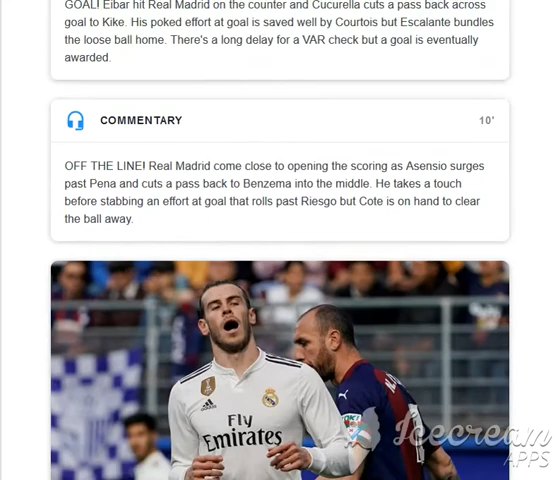 GOAL! Eibar hit Real Madrid on the counter and Cucurella cuts a pass back across
goal to Kike. His poked effort at goal is saved well by Courtois but Escalante bundles
the loose ball home. There's a long delay for a VAR check but a goal is eventually
awarded.
COMMENTARY 10'
OFF THE LINE! Real Madrid come close to opening the scoring as Asensio surges
past Pena and cuts a pass back to Benzema into the middle. He takes a touch
before stabbing an effort at goal that rolls past Riesgo but Cote is on hand to clear
the ball away.
Fly
Emirates
Icecream
APPS